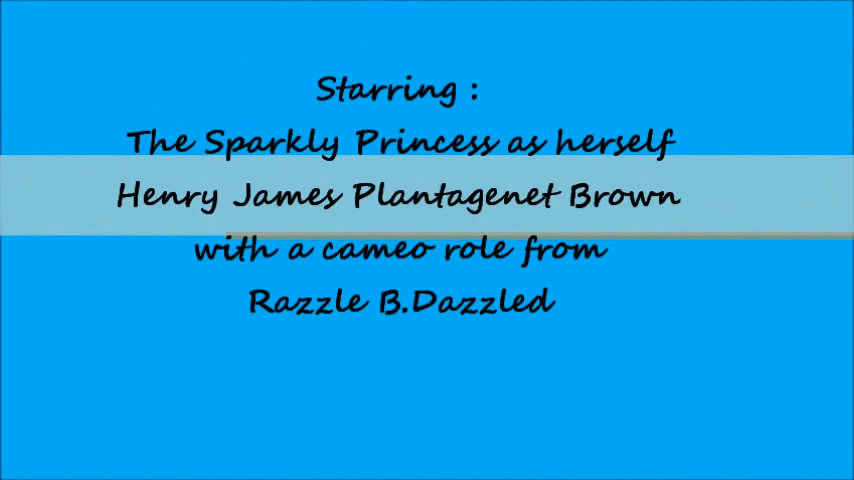 Starring :
The Sparkly Princess as herself
Henry James Plantagenet Brown
with a cameo role from
Razzle B.Dazzled